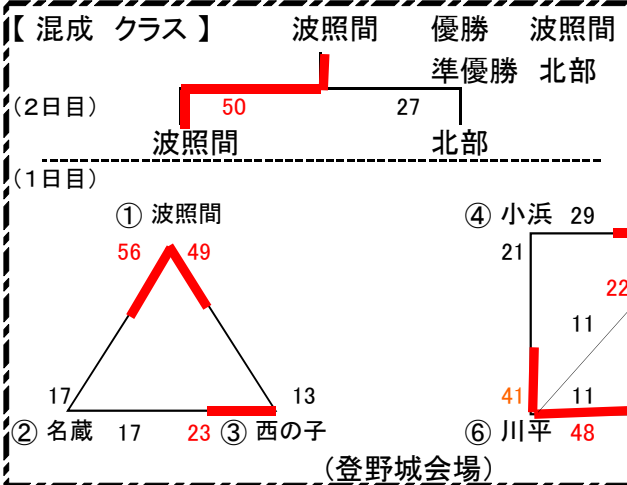 【 混成 クラス 】 波照間 優勝 波照間
準優勝 北部
(2日目) 50 27
波照間 北部
(1日目)
① 波照間 ④ 小浜 29
56 49 21
22
11
17 13 41 11
② 名蔵 17 23 ③ 西の子 ⑥ 川平 48
(登野城会場)